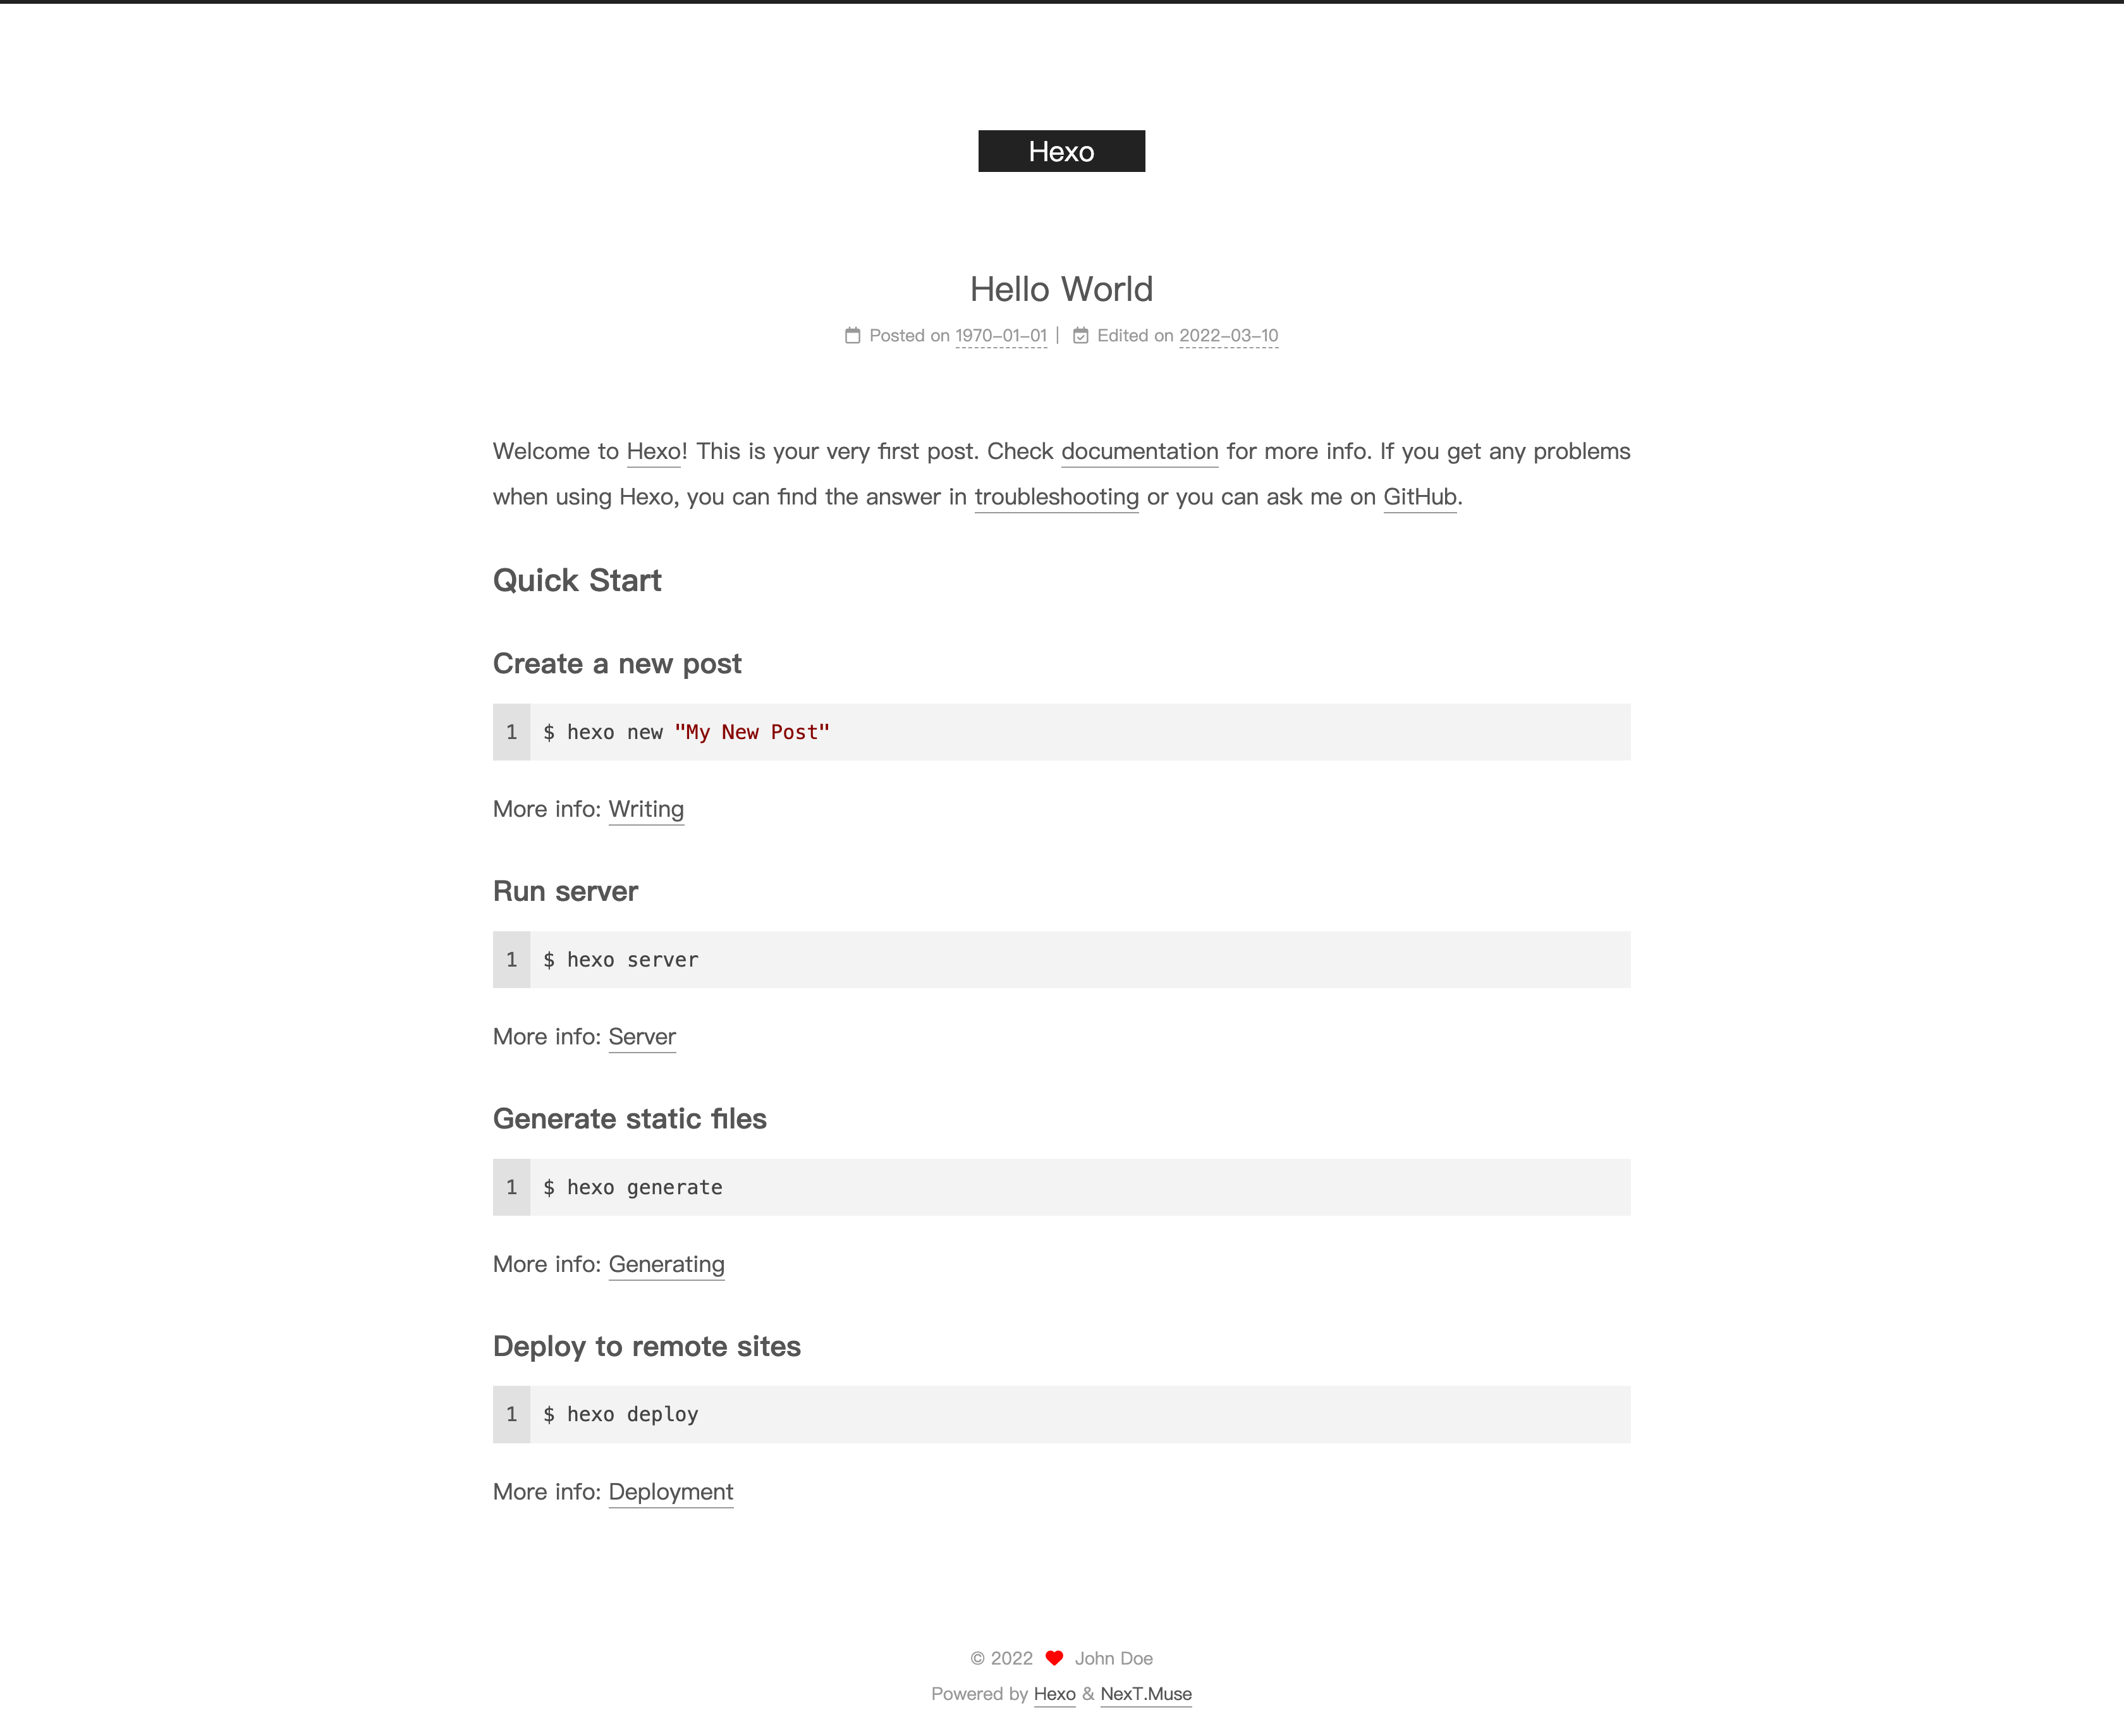 Hexo
Hello World
Posted on 1970-01-01 | Edited on 2022-03-10
Welcome to Hexo! This is your very first post. Check documentation for more info. If you get any problems
when using Hexo, you can find the answer in troubleshooting or you can ask me on GitHub.
Quick Start
Create a new post
1 $ hexo new "My New Post"
More info: Writing
Run server
1 $ hexo server
More info: Server
Generate static files
1 $ hexo generate
More info: Generating
Deploy to remote sites
1 $ hexo deploy
More info: Deployment
© 2022 ♥ John Doe
Powered by Hexo & NexT.Muse